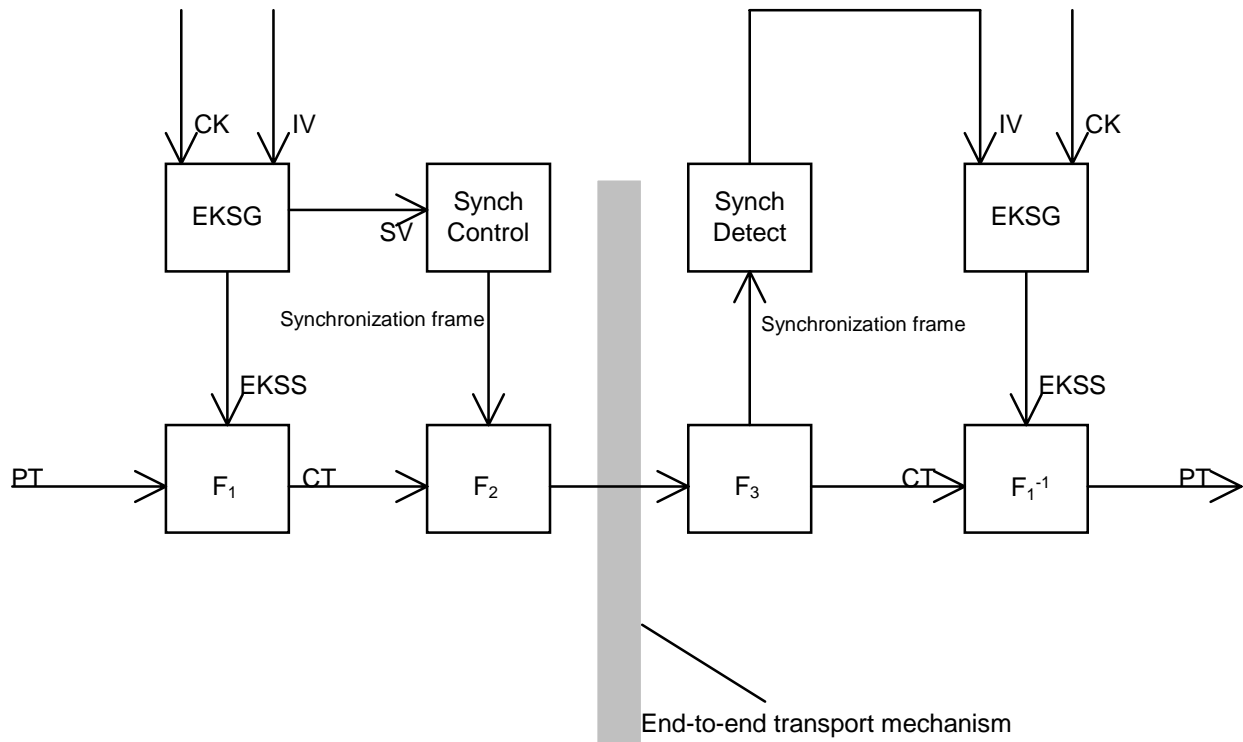 CK
IV
IV
CK
EKSG
SV
Synch
Control
Synch
Detect
EKSG
Synchronization frame
Synchronization frame
EKSS
EKSS
PT
F₁
CT
F₂
F₃
CT
F₁⁻¹
PT
End-to-end transport mechanism